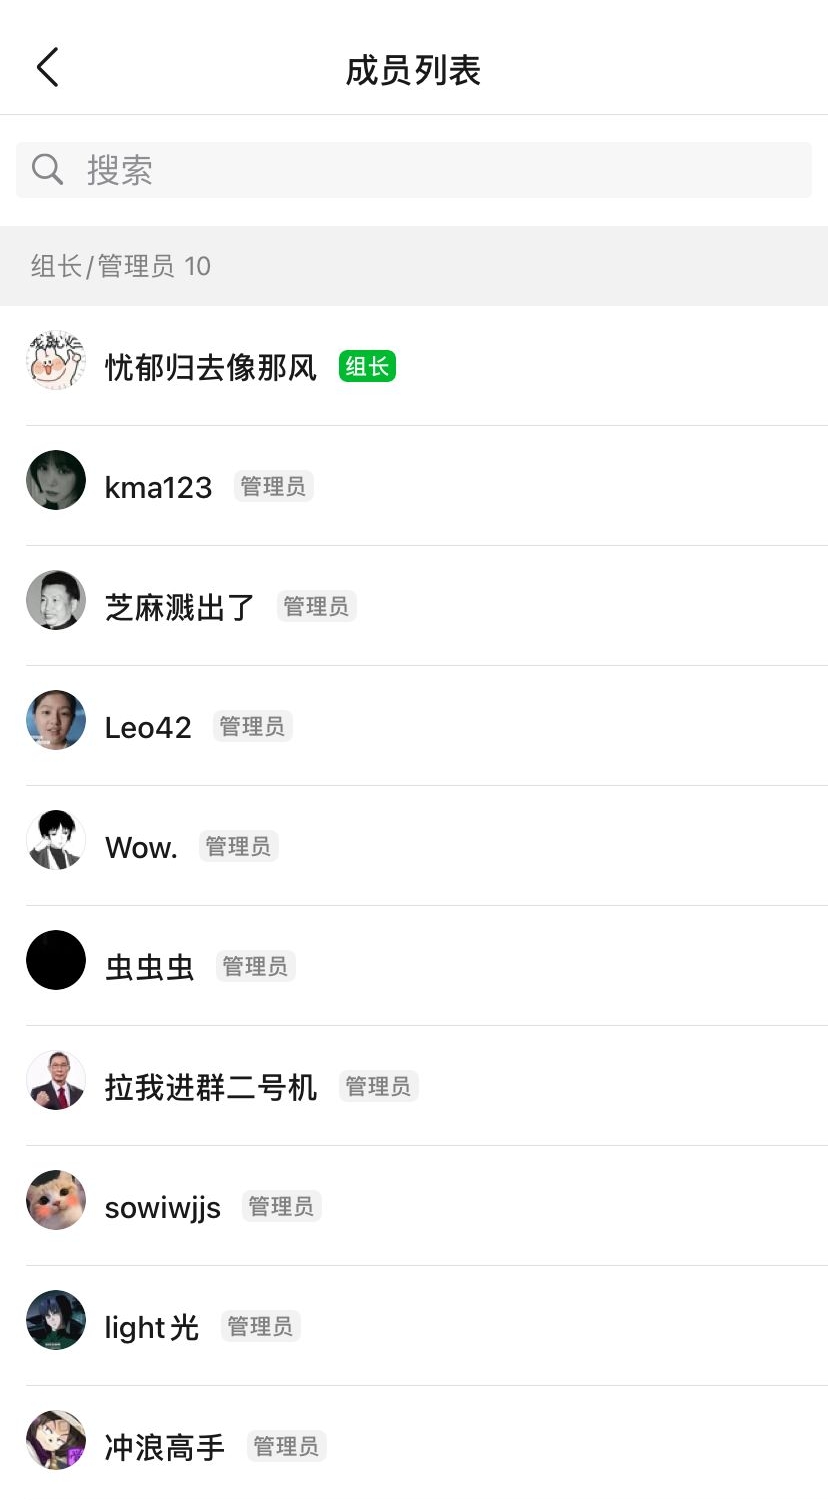 成员列表
搜索
组长/管理员 10
忧郁归去像那风 组长
kma123 管理员
芝麻溅出了 管理员
Leo42 管理员
Wow. 管理员
虫虫虫 管理员
拉我进群二号机 管理员
sowiwjjs 管理员
light光 管理员
冲浪高手 管理员